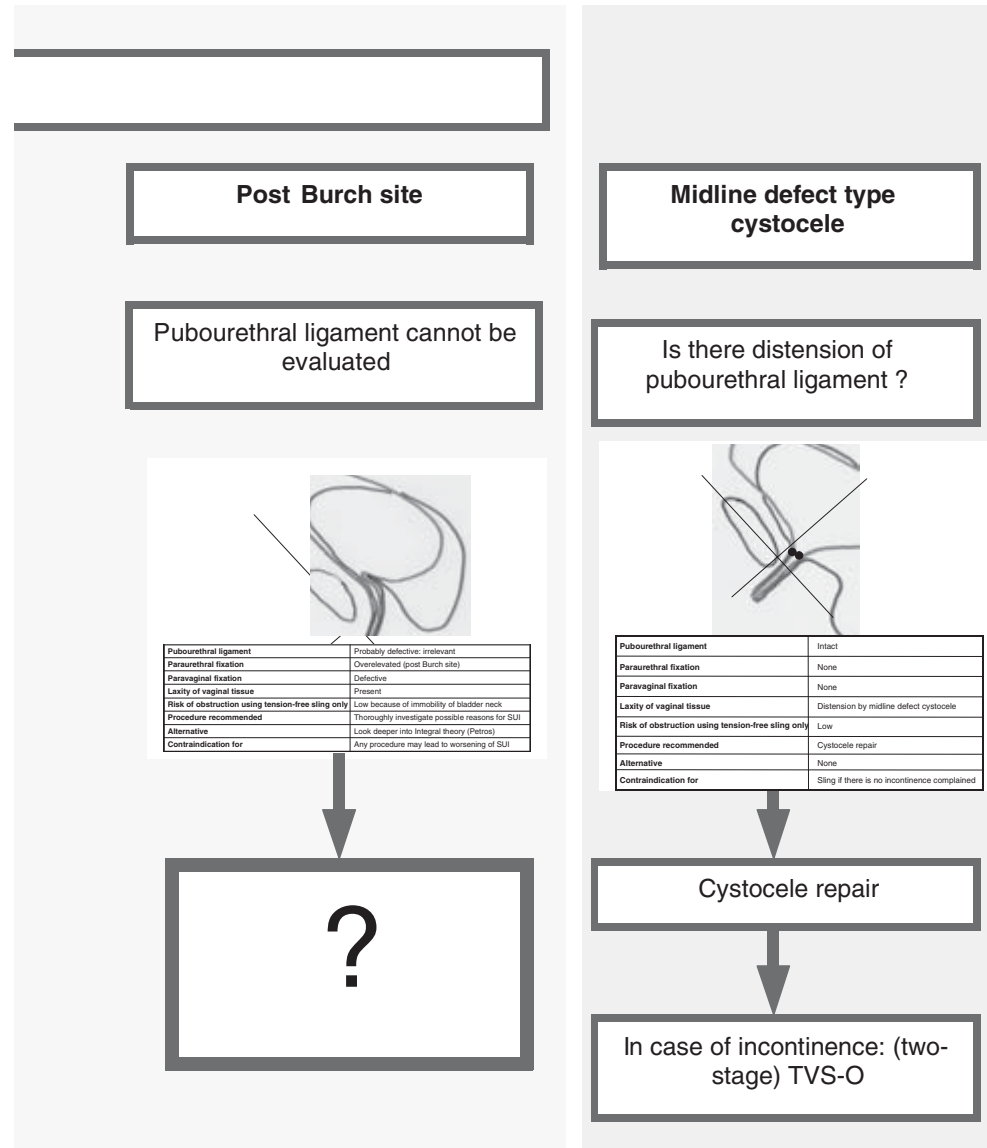 Post Burch site
Pubourethral ligament cannot be
evaluated
Pubourethral ligament Probably defective: irrelevant
Paraurethral fixation Overelevated (post Burch site)
Paravaginal fixation Defective
Laxity of vaginal tissue Present
Risk of obstruction using tension-free sling only Low because of immobility of bladder neck
Procedure recommended Thoroughly investigate possible reasons for SUI
Alternative Look deeper into Integral theory (Petros)
Contraindication for Any procedure may lead to worsening of SUI
?
Midline defect type
cystocele
Is there distension of
pubourethral ligament ?
Pubourethral ligament Intact
Paraurethral fixation None
Paravaginal fixation None
Laxity of vaginal tissue Distension by midline defect cystocele
Risk of obstruction using tension-free sling only Low
Procedure recommended Cystocele repair
Alternative None
Contraindication for Sling if there is no incontinence complained
Cystocele repair
In case of incontinence: (two-
stage) TVS-O